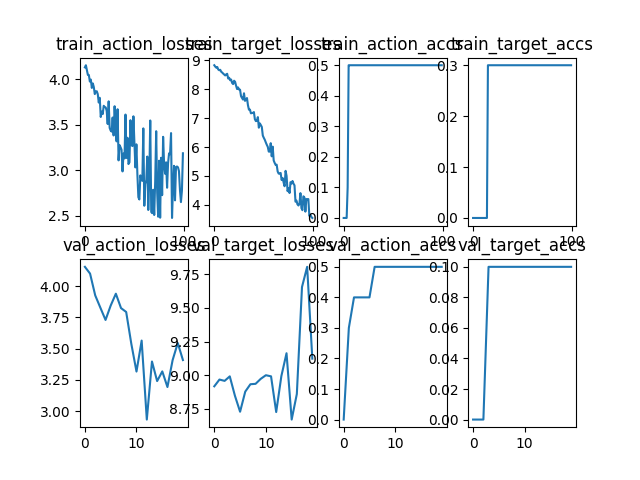 train_action_losses train_target_losses train_action_accs train_target_accs
4.0 3.5 3.0 2.5
9 8 7 6 5 4
0.5 0.4 0.3 0.2 0.1 0.0
0.3 0.2 0.1 0.0
0 100 0 100 0 100 0 100
val_action_losses val_target_losses val_action_accs val_target_accs
4.00 3.75 3.50 3.25 3.00
9.75 9.50 9.25 9.00 8.75
0.5 0.4 0.3 0.2 0.1 0.0
0.10 0.08 0.06 0.04 0.02 0.00
0 10 0 10 0 10 0 10